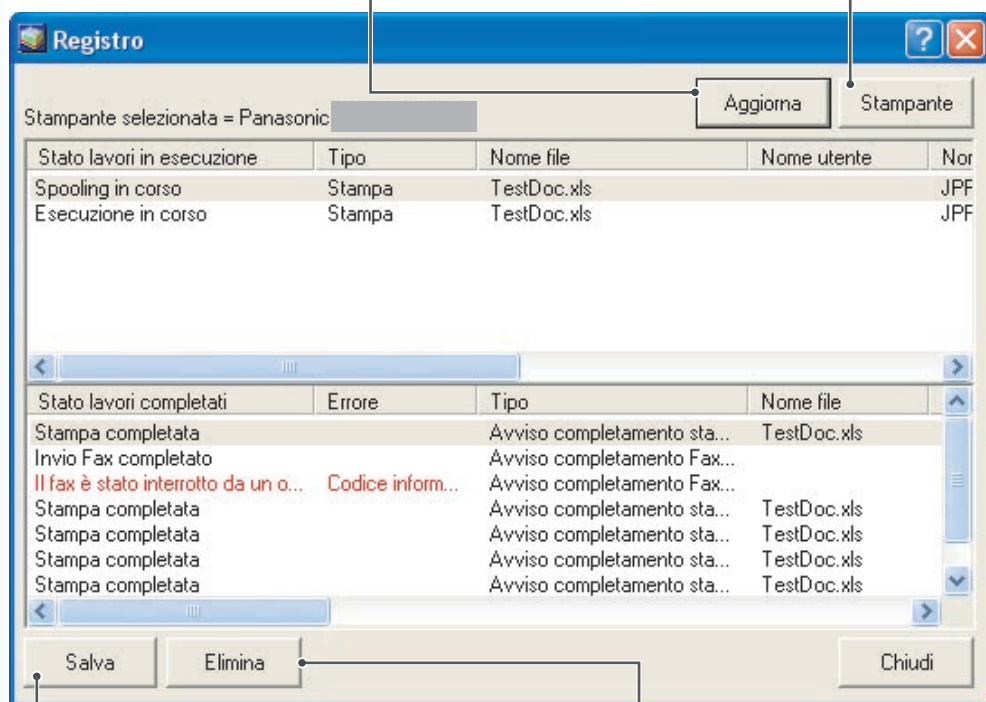 Registro
Aggiorna Stampante
Stampante selezionata = Panasonic
Stato lavori in esecuzione Tipo Nome file Nome utente Nor
Spooling in corso Stampa TestDoc.xls JPF
Esecuzione in corso Stampa TestDoc.xls JPF
Stato lavori completati Errore Tipo Nome file
Stampa completata Avviso completamento sta... TestDoc.xls
Invio Fax completato Avviso completamento Fax...
Il fax è stato interrotto da un o... Codice inform... Avviso completamento Fax...
Stampa completata Avviso completamento sta... TestDoc.xls
Stampa completata Avviso completamento sta... TestDoc.xls
Stampa completata Avviso completamento sta... TestDoc.xls
Stampa completata Avviso completamento sta... TestDoc.xls
Salva Elimina Chiudi